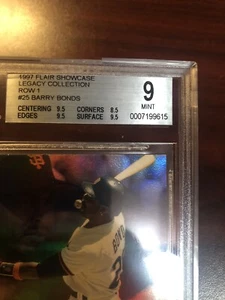 1997 FLAIR SHOWCASE
LEGACY COLLECTION
ROW 1
#25 BARRY BONDS
CENTERING 9.5 CORNERS 8.5
EDGES 9.5 SURFACE 9.5
9
MINT
0007199615